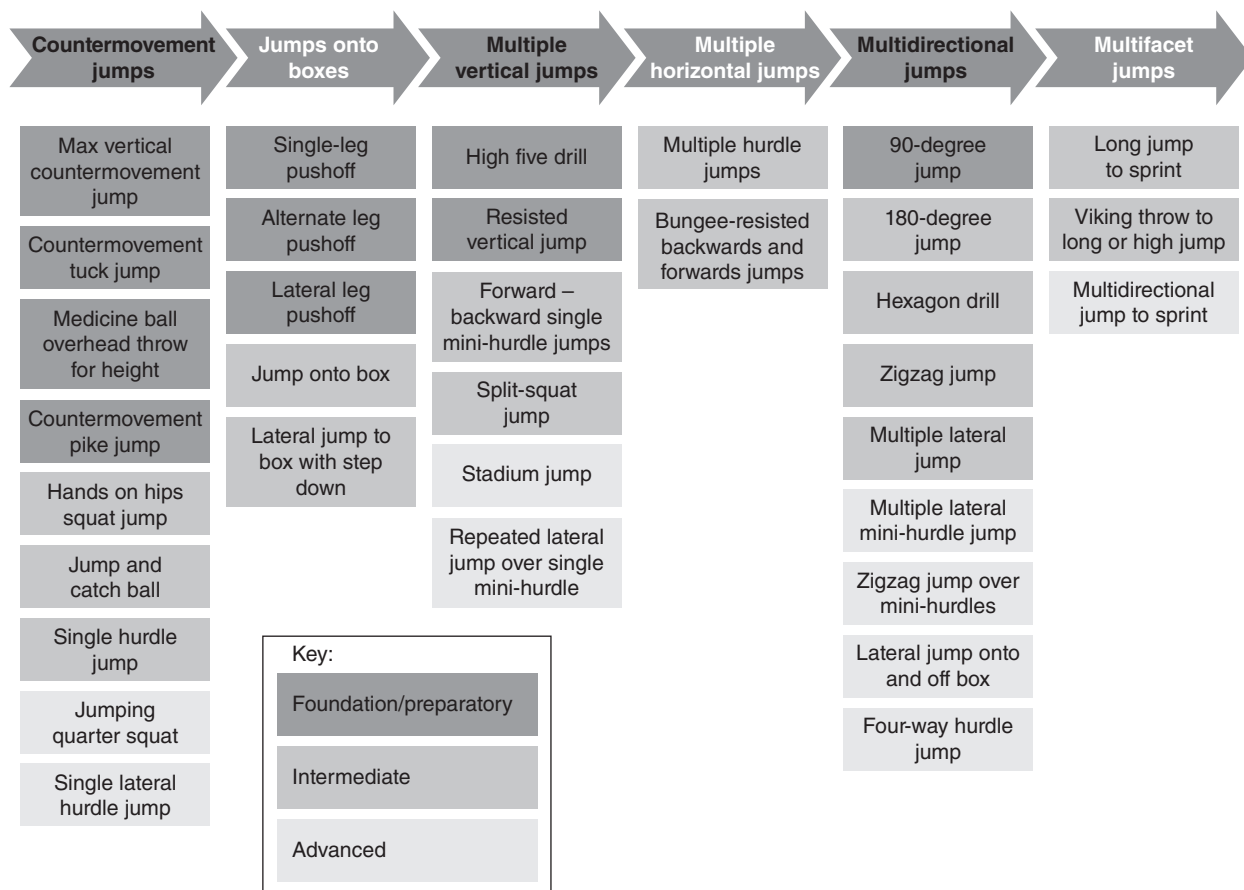 Countermovement
jumps
Jumps onto
boxes
Multiple
vertical jumps
Multiple
horizontal jumps
Multidirectional
jumps
Multifacet
jumps
Max vertical
countermovement
jump
Countermovement
tuck jump
Medicine ball
overhead throw
for height
Countermovement
pike jump
Hands on hips
squat jump
Jump and
catch ball
Single hurdle
jump
Jumping
quarter squat
Single lateral
hurdle jump
Single-leg
pushoff
Alternate leg
pushoff
Lateral leg
pushoff
Jump onto box
Lateral jump to
box with step
down
High five drill
Resisted
vertical jump
Forward –
backward single
mini-hurdle jumps
Split-squat
jump
Stadium jump
Repeated lateral
jump over single
mini-hurdle
Multiple hurdle
jumps
Bungee-resisted
backwards and
forwards jumps
90-degree
jump
180-degree
jump
Hexagon drill
Zigzag jump
Multiple lateral
jump
Multiple lateral
mini-hurdle jump
Zigzag jump over
mini-hurdles
Lateral jump onto
and off box
Four-way hurdle
jump
Long jump
to sprint
Viking throw to
long or high jump
Multidirectional
jump to sprint
Key:
Foundation/preparatory
Intermediate
Advanced